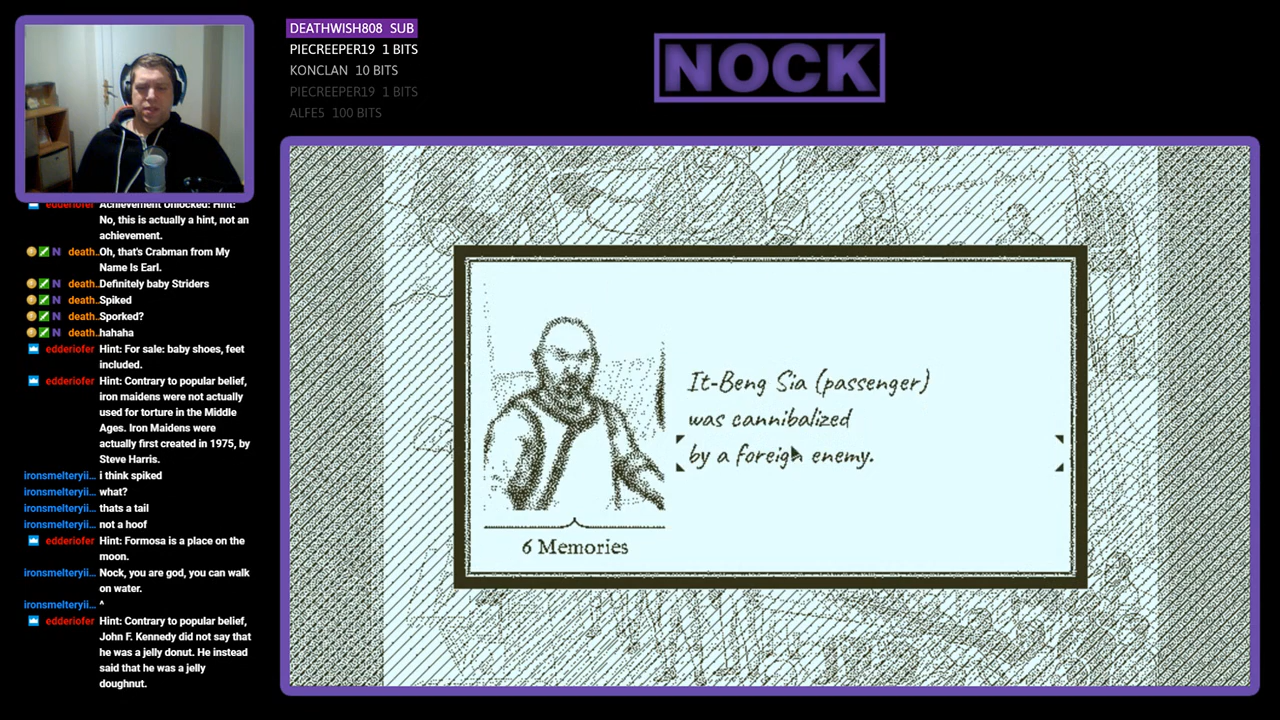 DEATHWISH808 SUB
PIECREEPER19 1 BITS
KONCLAN 10 BITS
PIECREEPER19 1 BITS
ALFE5 100 BITS
NOCK
edderiofer Achievement Unlocked: Hint:
No, this is actually a hint, not an
achievement.
N death... Oh, that's Crabman from My
Name Is Earl.
N death... Definitely baby Striders
N death... Spiked
N death... Sporked?
N death... hahaha
edderiofer Hint: For sale: baby shoes, feet
included.
edderiofer Hint: Contrary to popular belief,
iron maidens were not actually
used for torture in the Middle
Ages. Iron Maidens were
actually first created in 1975, by
Steve Harris.
ironsmelteryii... i think spiked
ironsmelteryii... what?
ironsmelteryii... thats a tail
ironsmelteryii... not a hoof
edderiofer Hint: Formosa is a place on the
moon.
ironsmelteryii... Nock, you are god, you can walk
on water.
ironsmelteryii... ^
edderiofer Hint: Contrary to popular belief,
John F. Kennedy did not say that
he was a jelly donut. He instead
said that he was a jelly
doughnut.
It-Beng Sia (passenger)
was cannibalized
by a foreign enemy.
6 Memories